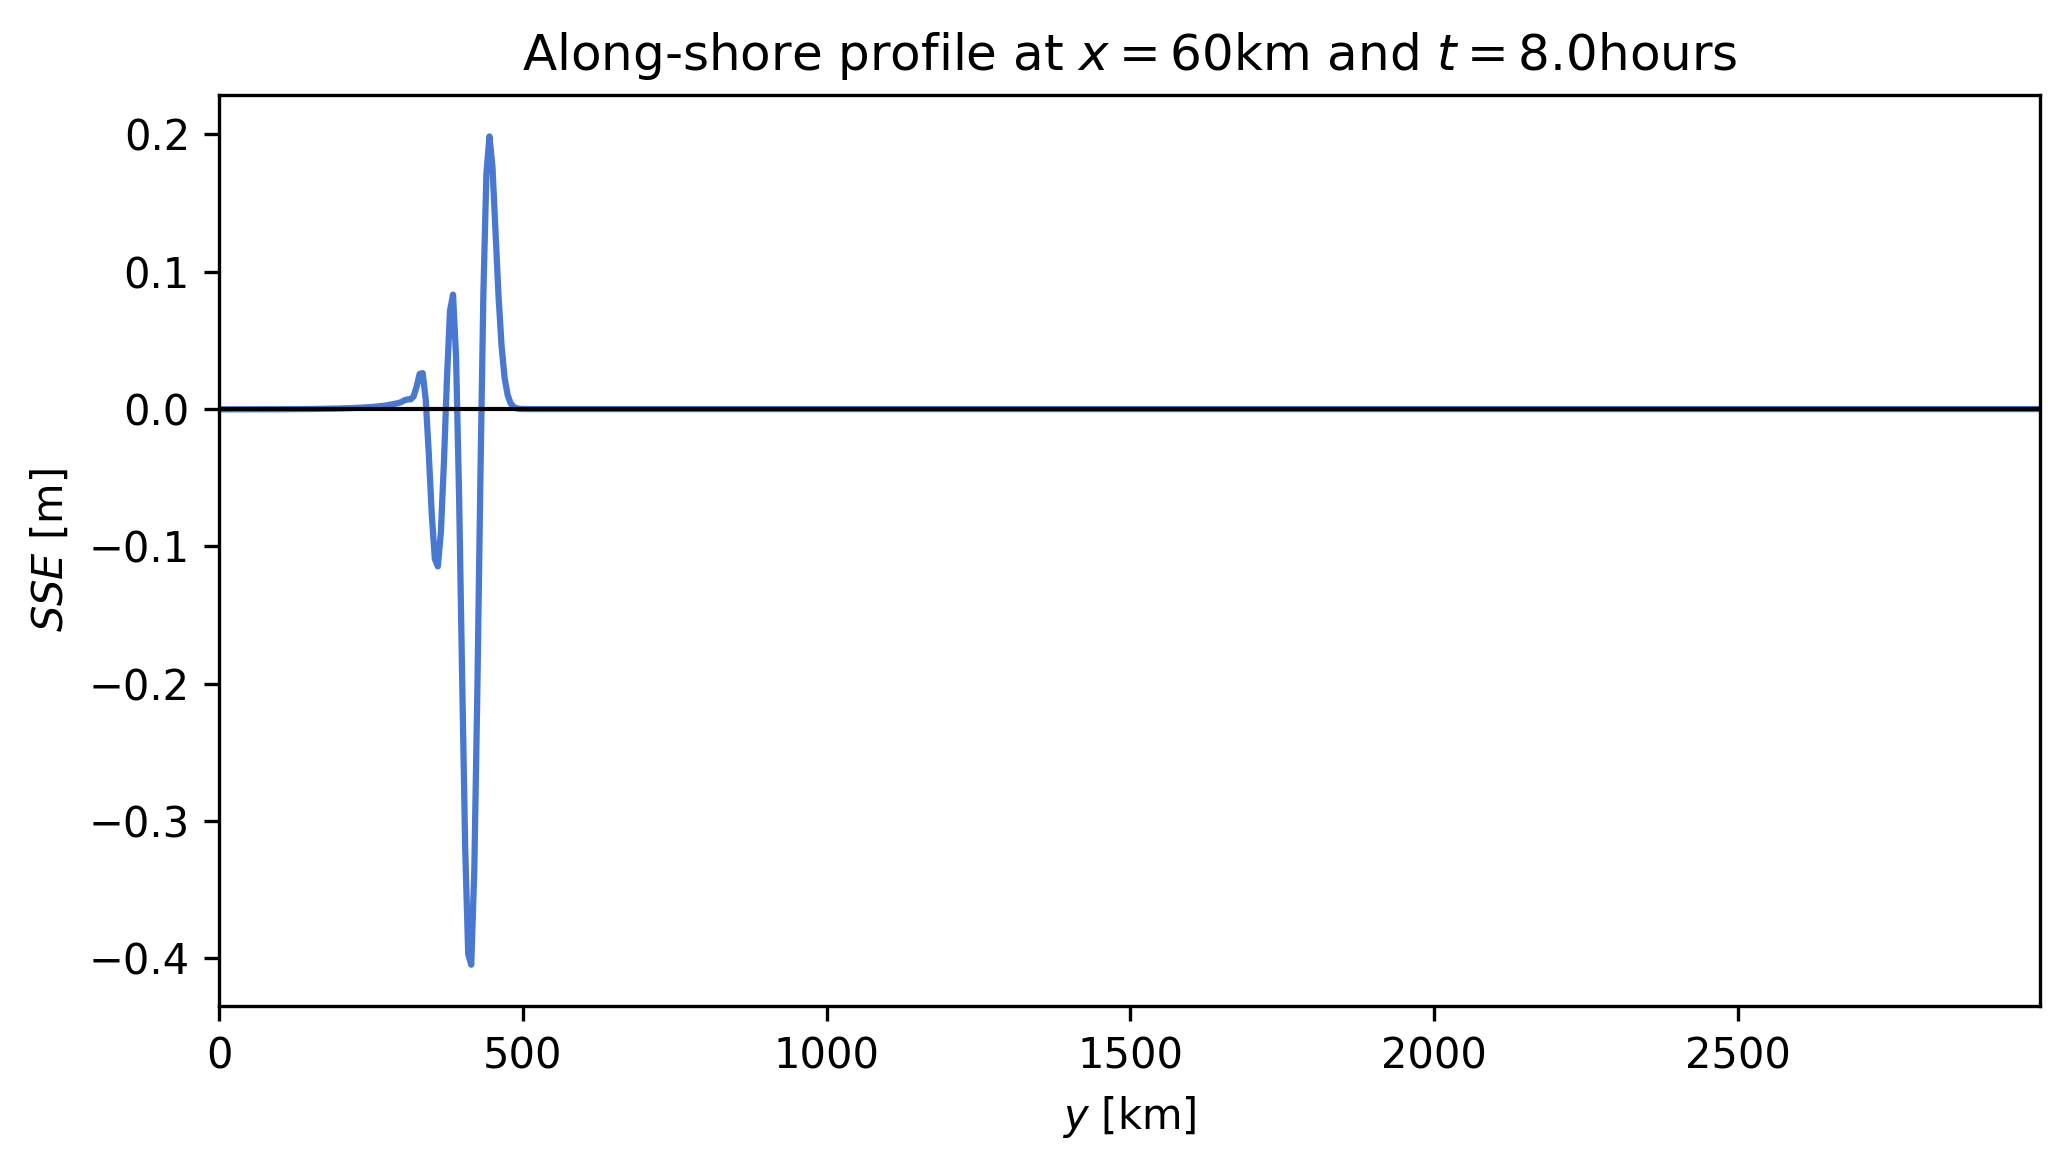 Along-shore profile at x = 60km and t = 8.0hours
0.2
0.1
0.0
−0.1
−0.2
−0.3
−0.4
SSE [m]
0 500 1000 1500 2000 2500
y [km]